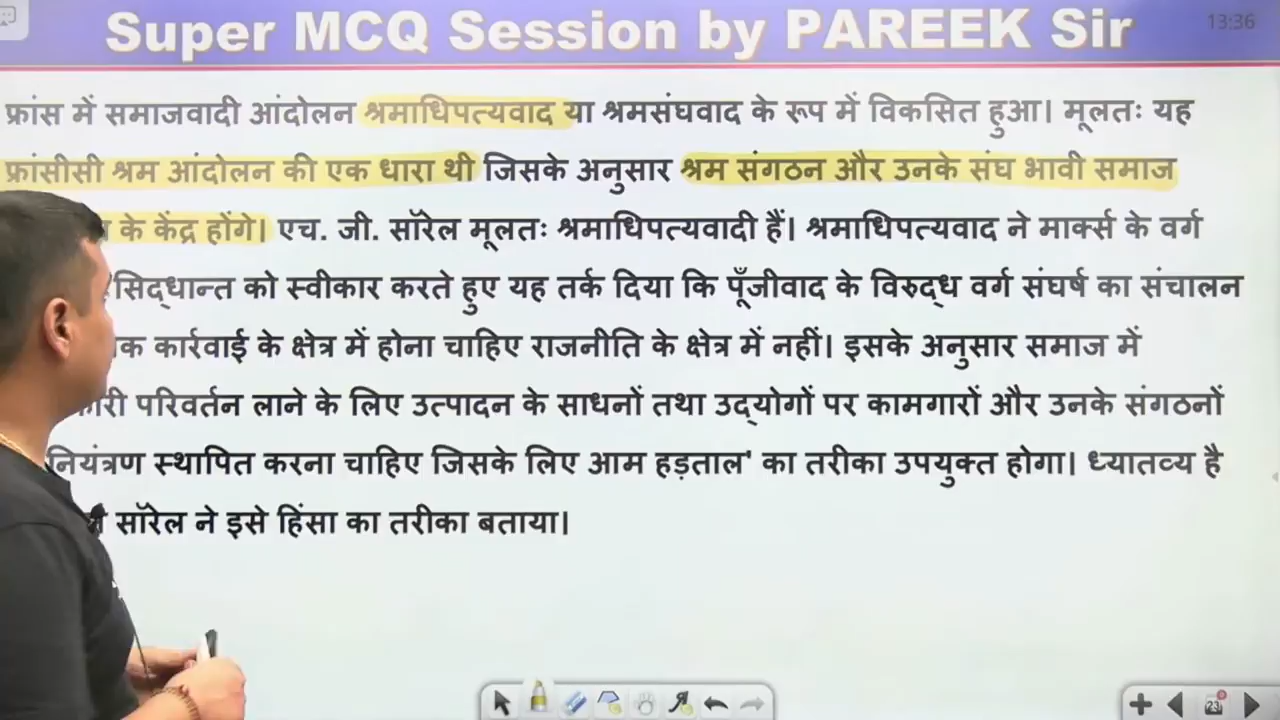 Super MCQ Session by PAREEK Sir
13:36
फ्रांस में समाजवादी आंदोलन श्रमाधिपत्यवाद या श्रमसंघवाद के रूप में विकसित हुआ। मूलतः यह
फ्रांसीसी श्रम आंदोलन की एक धारा थी जिसके अनुसार श्रम संगठन और उनके संघ भावी समाज
के केंद्र होंगे। एच. जी. सॉरेल मूलतः श्रमाधिपत्यवादी हैं। श्रमाधिपत्यवाद ने मार्क्स के वर्ग
सिद्धान्त को स्वीकार करते हुए यह तर्क दिया कि पूँजीवाद के विरुद्ध वर्ग संघर्ष का संचालन
कार्रवाई के क्षेत्र में होना चाहिए राजनीति के क्षेत्र में नहीं। इसके अनुसार समाज में
परिवर्तन लाने के लिए उत्पादन के साधनों तथा उद्योगों पर कामगारों और उनके संगठनों
नियंत्रण स्थापित करना चाहिए जिसके लिए आम हड़ताल' का तरीका उपयुक्त होगा। ध्यातव्य है
सॉरेल ने इसे हिंसा का तरीका बताया।
23